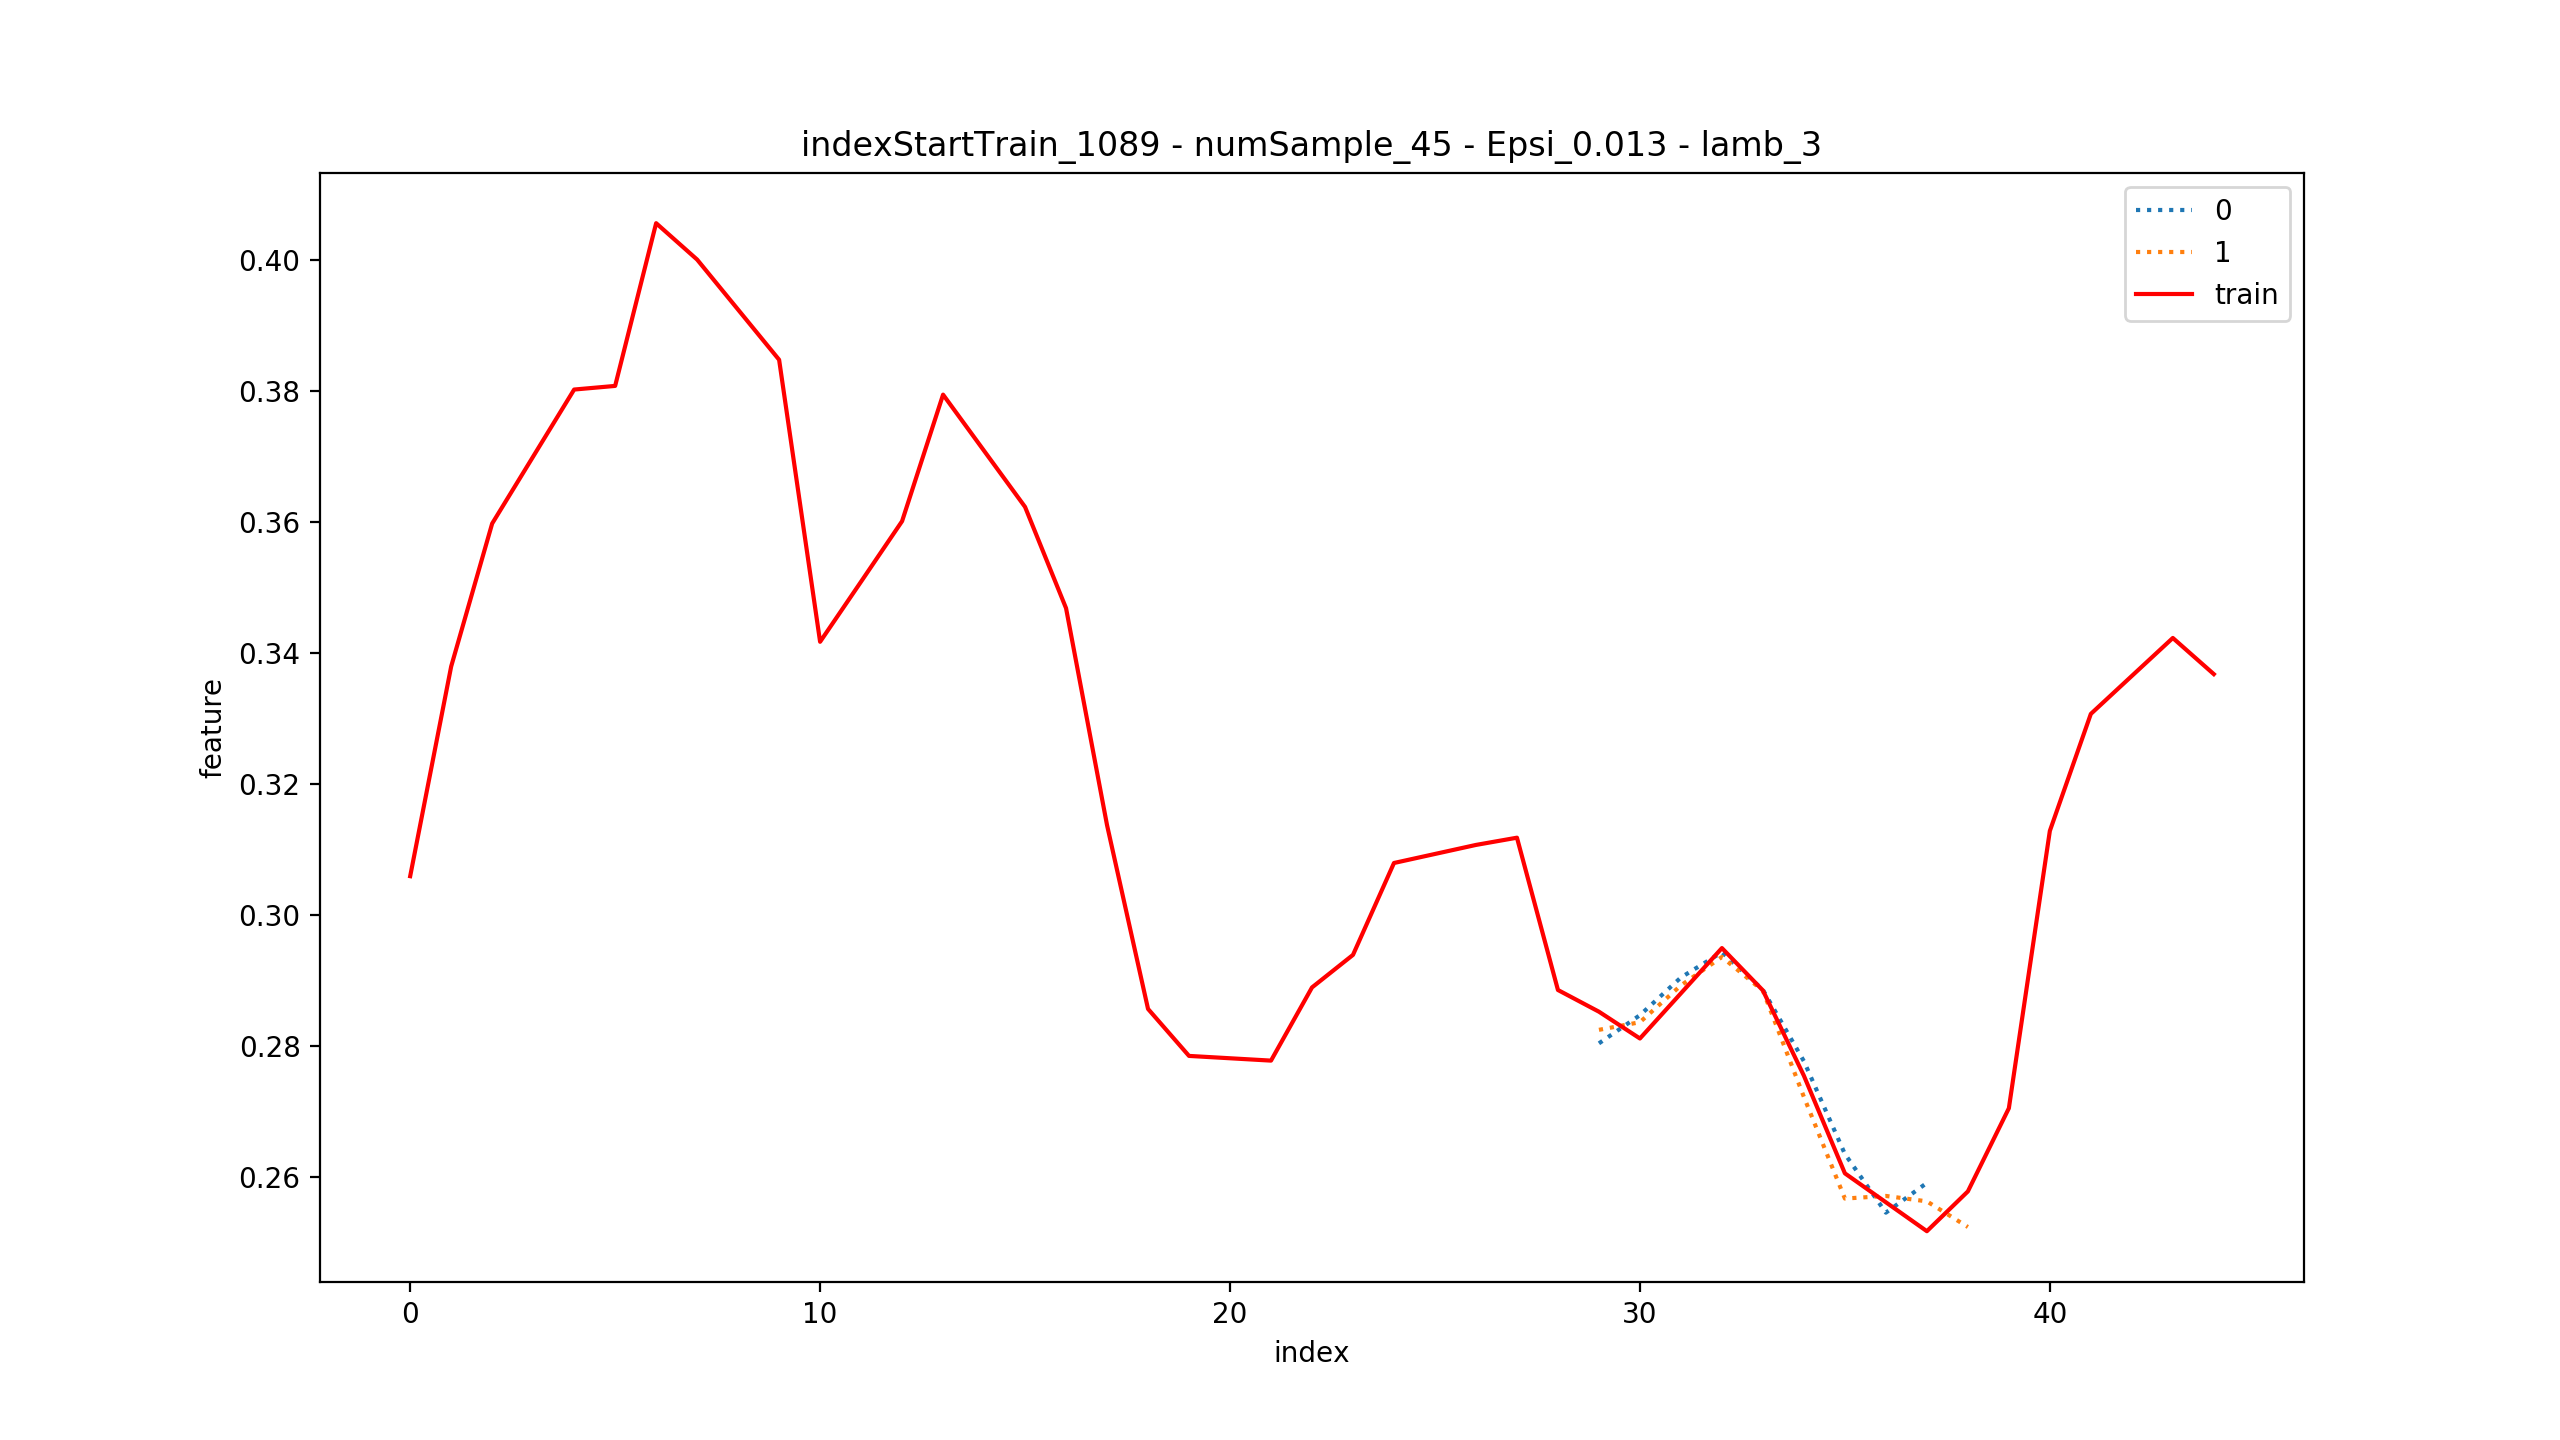 indexStartTrain_1089 - numSample_45 - Epsi_0.013 - lamb_3
0
1
train
0.40
0.38
0.36
0.34
0.32
0.30
0.28
0.26
feature
0 10 20 30 40
index